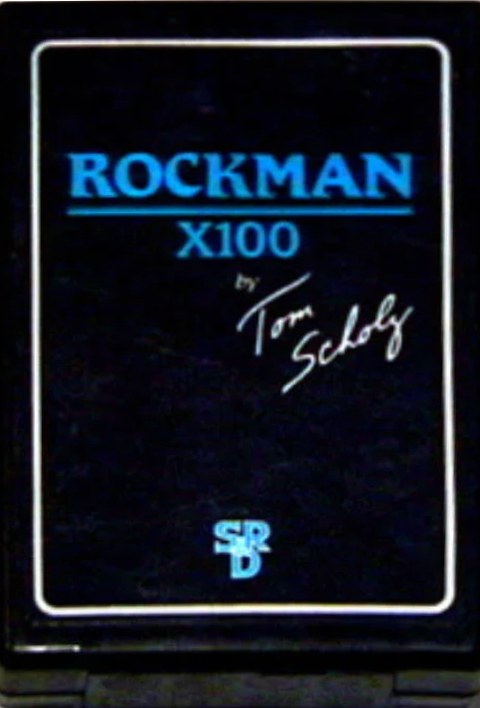 ROCKMAN
X100
by
Tom
Scholz
SR
D